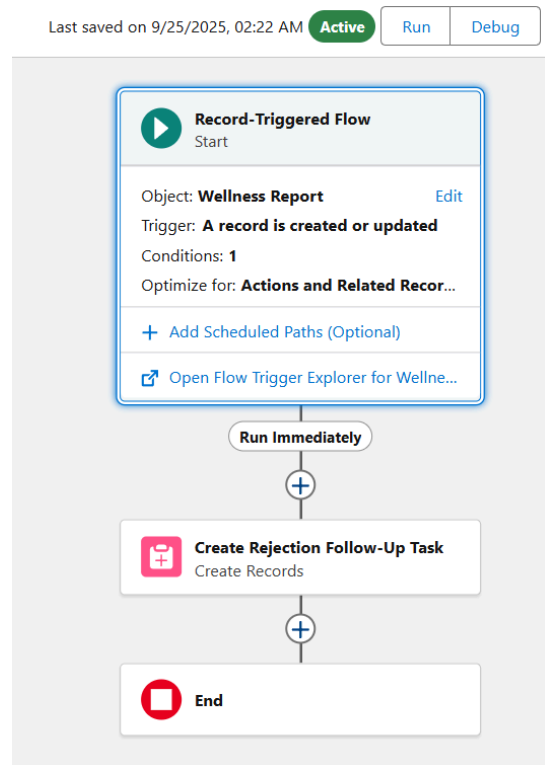 Last saved on 9/25/2025, 02:22 AM Active Run Debug
Record-Triggered Flow
Start
Object: Wellness Report Edit
Trigger: A record is created or updated
Conditions: 1
Optimize for: Actions and Related Recor...
+ Add Scheduled Paths (Optional)
Open Flow Trigger Explorer for Wellne...
Run Immediately
Create Rejection Follow-Up Task
Create Records
End